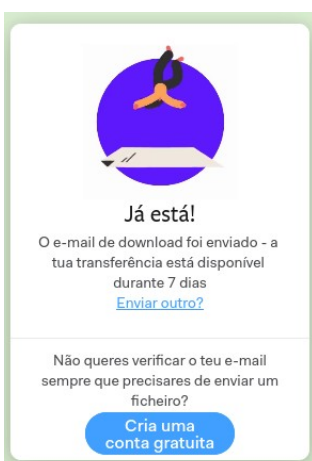 Já está!
O e-mail de download foi enviado - a
tua transferência está disponível
durante 7 dias
Enviar outro?
Não queres verificar o teu e-mail
sempre que precisares de enviar um
ficheiro?
Cria uma
conta gratuita